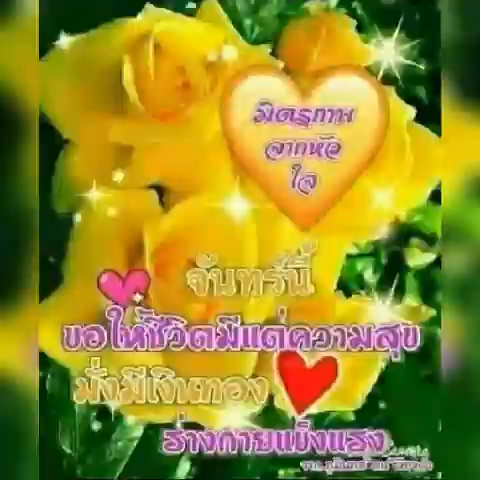 มิตรภาพ
จากหัว
ใจ
จันทร์นี้
ขอให้ชีวิตมีแต่ความสุข
มั่งมีเงินทอง
ร่างกายแข็งแรง